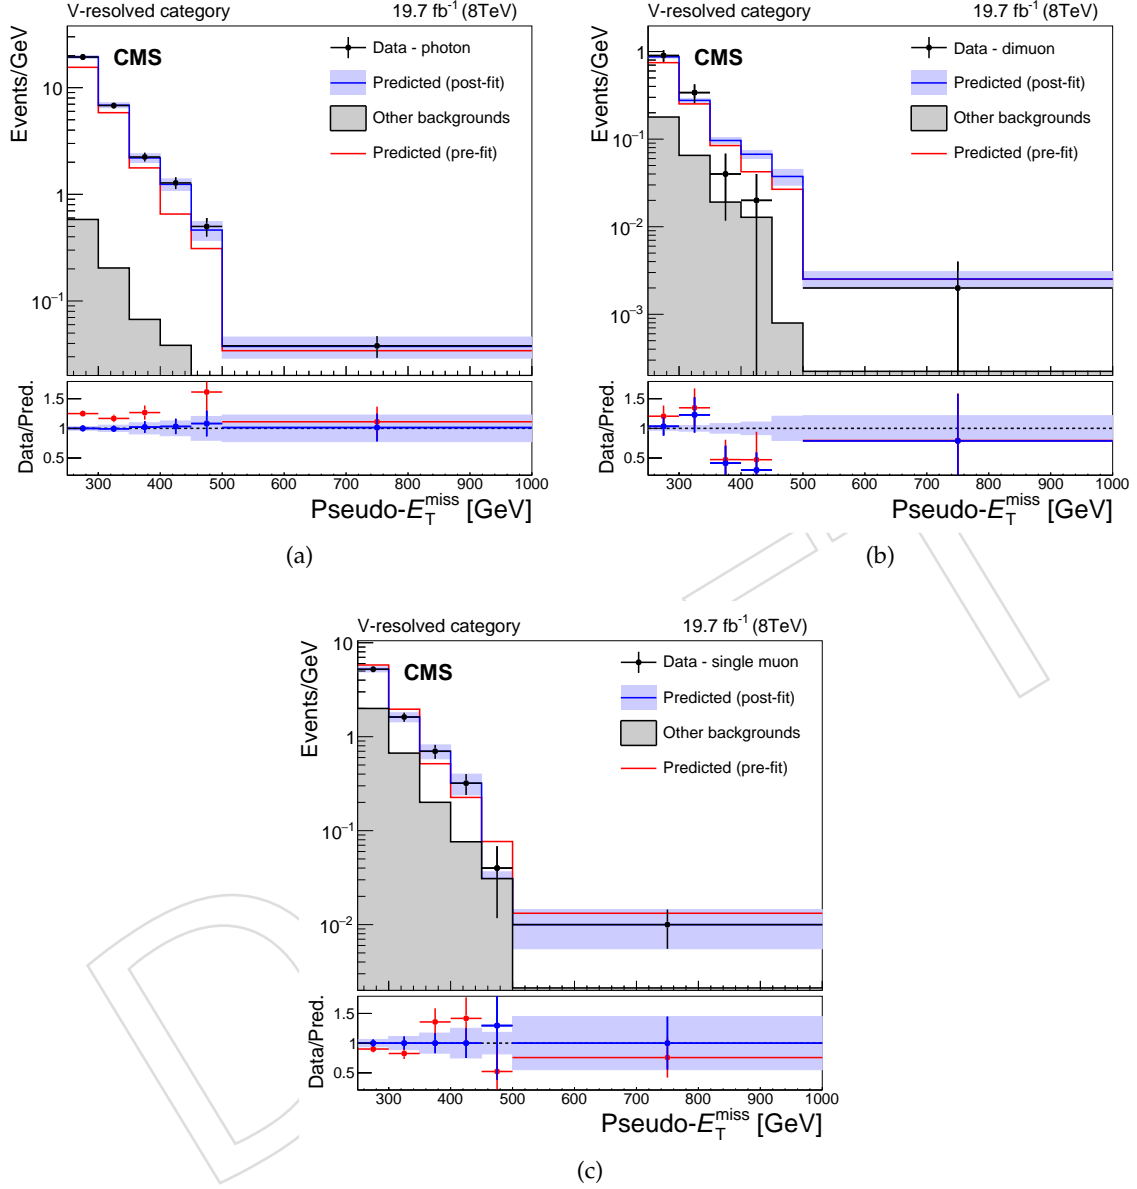 V-resolved category 19.7 fb⁻¹ (8TeV)
CMS
Data - photon
Predicted (post-fit)
Other backgrounds
Predicted (pre-fit)
Events/GeV
10
1
10⁻¹
Data/Pred.
1.5
1
0.5
300 400 500 600 700 800 900 1000
Pseudo-E_T^miss [GeV]
(a)
V-resolved category 19.7 fb⁻¹ (8TeV)
CMS
Data - dimuon
Predicted (post-fit)
Other backgrounds
Predicted (pre-fit)
Events/GeV
1
10⁻¹
10⁻²
10⁻³
Data/Pred.
1.5
1
0.5
300 400 500 600 700 800 900 1000
Pseudo-E_T^miss [GeV]
(b)
V-resolved category 19.7 fb⁻¹ (8TeV)
CMS
Data - single muon
Predicted (post-fit)
Other backgrounds
Predicted (pre-fit)
Events/GeV
10
1
10⁻¹
10⁻²
Data/Pred.
1.5
1
0.5
300 400 500 600 700 800 900 1000
Pseudo-E_T^miss [GeV]
(c)